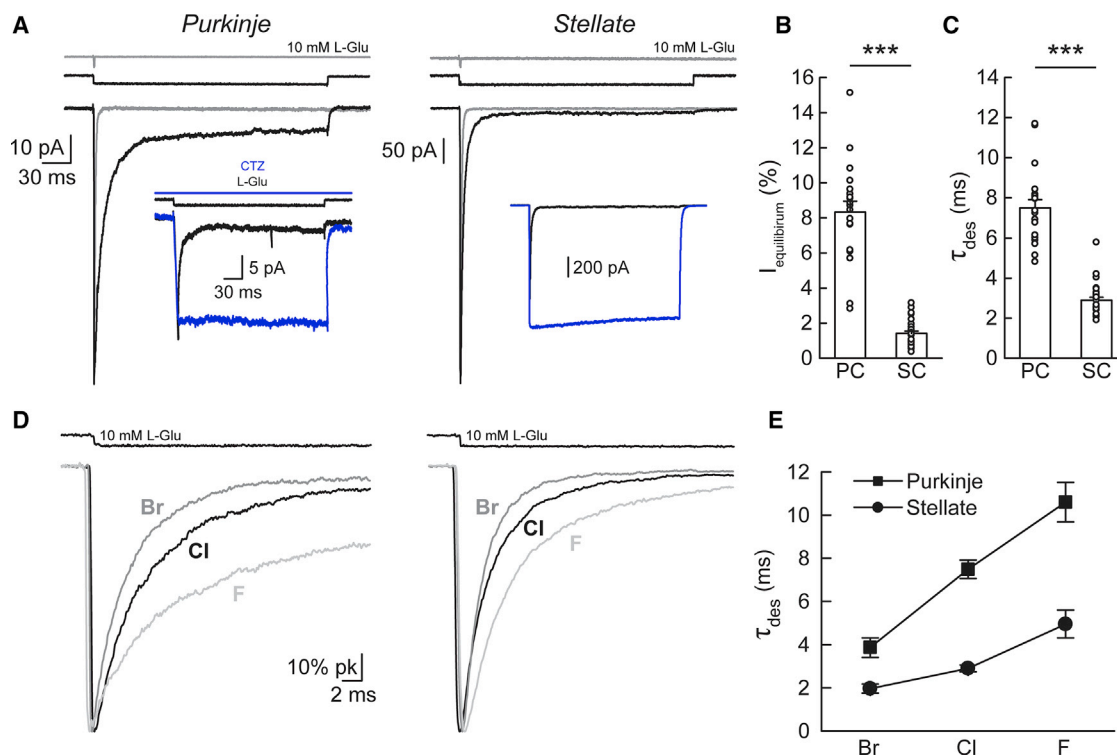 A
Purkinje
Stellate
10 mM L-Glu
10 mM L-Glu
10 pA
30 ms
50 pA
CTZ
L-Glu
5 pA
30 ms
200 pA
B
***
I equilibirum (%)
16
14
12
10
8
6
4
2
0
PC
SC
C
***
τ des (ms)
14
12
10
8
6
4
2
0
PC
SC
D
10 mM L-Glu
10 mM L-Glu
Br
Cl
F
Br
Cl
F
10% pk
2 ms
E
Purkinje
Stellate
τ des (ms)
12
10
8
6
4
2
0
Br
Cl
F